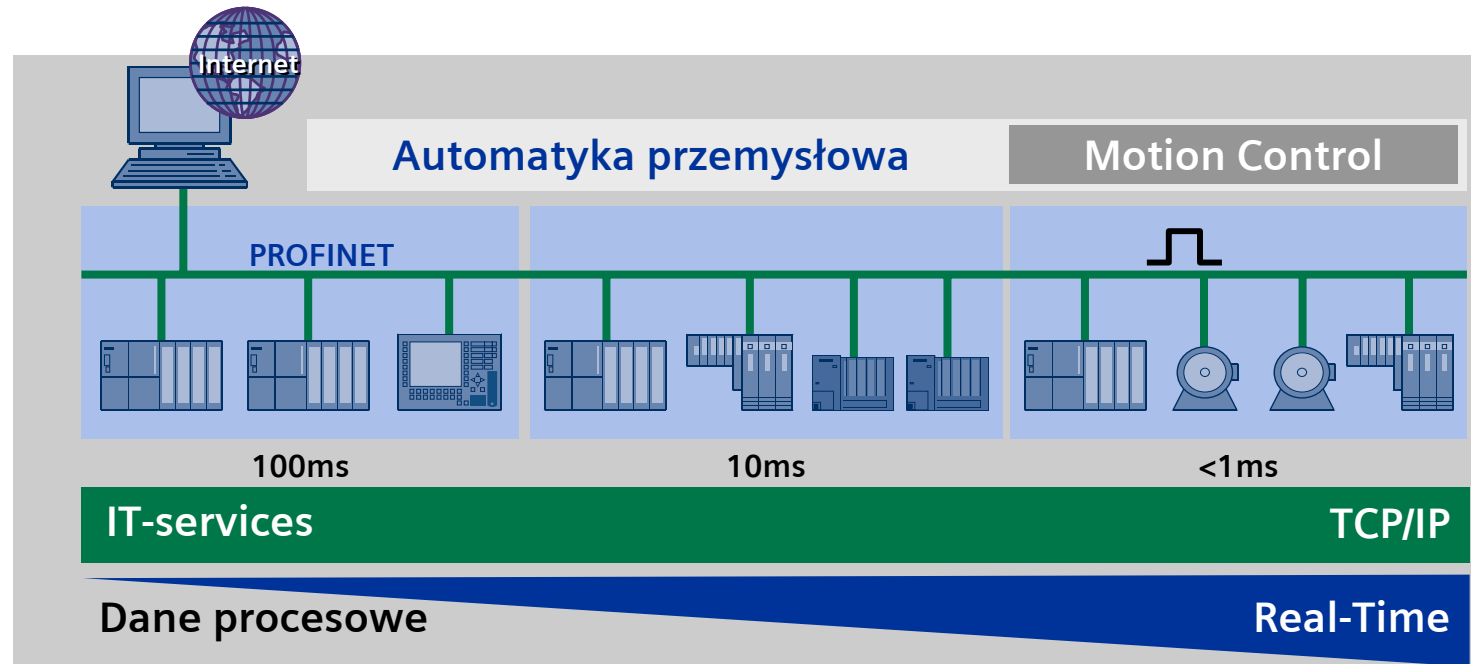 Internet
Automatyka przemysłowa
Motion Control
PROFINET
100ms
10ms
<1ms
IT-services
TCP/IP
Dane procesowe
Real-Time